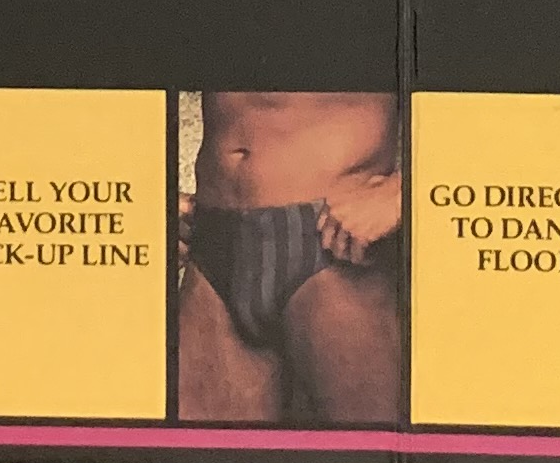 ELL YOUR
AVORITE
CK-UP LINE
GO DIREC
TO DAN
FLOO